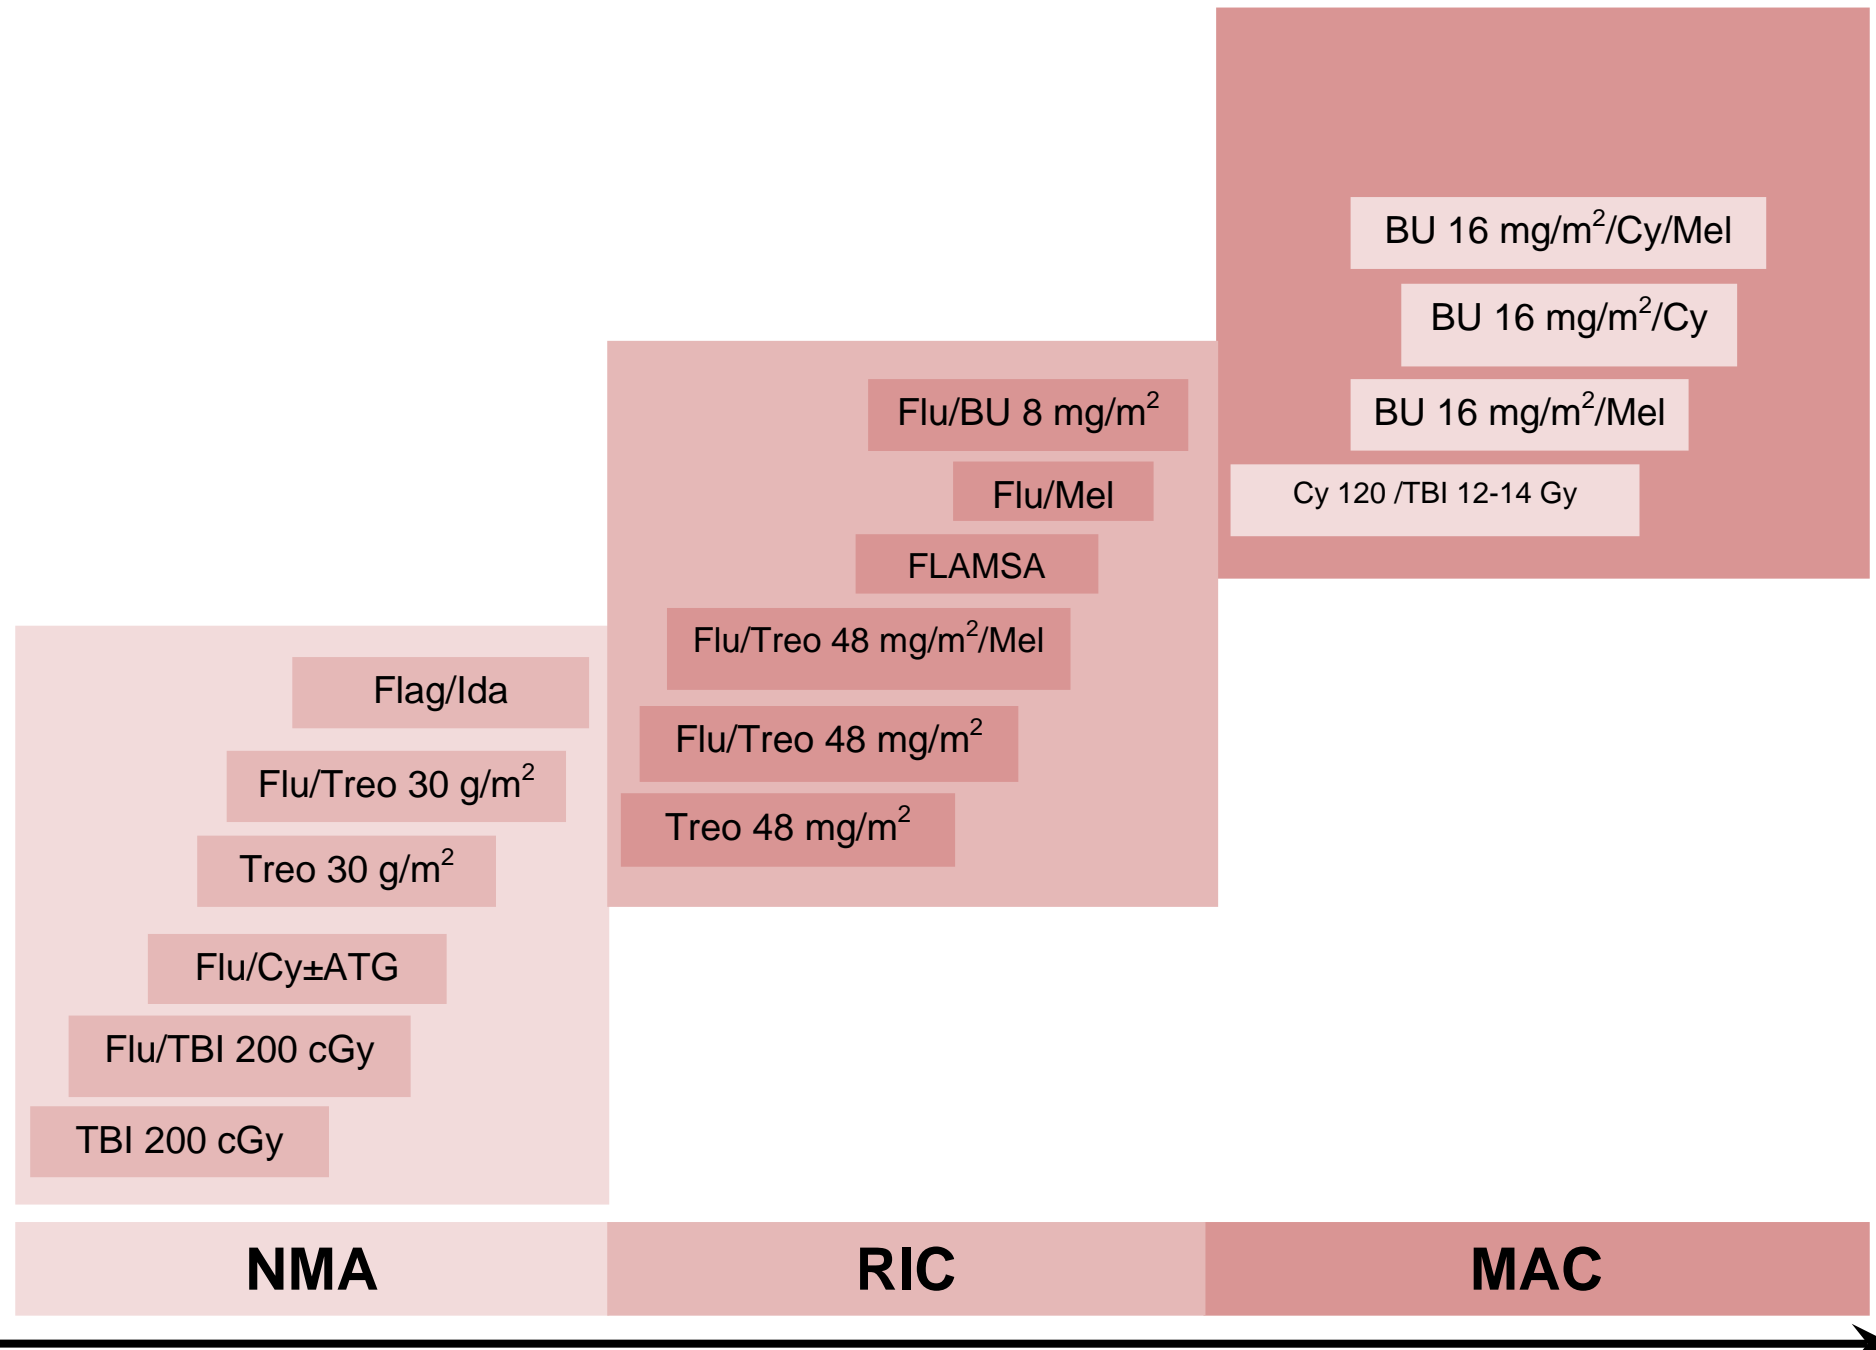 BU 16 mg/m²/Cy/Mel
BU 16 mg/m²/Cy
BU 16 mg/m²/Mel
Cy 120 /TBI 12-14 Gy
Flu/BU 8 mg/m²
Flu/Mel
FLAMSA
Flu/Treo 48 mg/m²/Mel
Flu/Treo 48 mg/m²
Treo 48 mg/m²
Flag/Ida
Flu/Treo 30 g/m²
Treo 30 g/m²
Flu/Cy±ATG
Flu/TBI 200 cGy
TBI 200 cGy
NMA
RIC
MAC